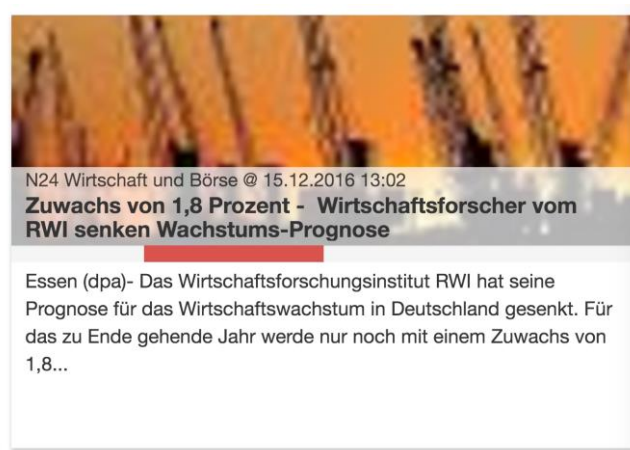 N24 Wirtschaft und Börse @ 15.12.2016 13:02
Zuwachs von 1,8 Prozent -  Wirtschaftsforscher vom
RWI senken Wachstums-Prognose
Essen (dpa)- Das Wirtschaftsforschungsinstitut RWI hat seine
Prognose für das Wirtschaftswachstum in Deutschland gesenkt. Für
das zu Ende gehende Jahr werde nur noch mit einem Zuwachs von
1,8...